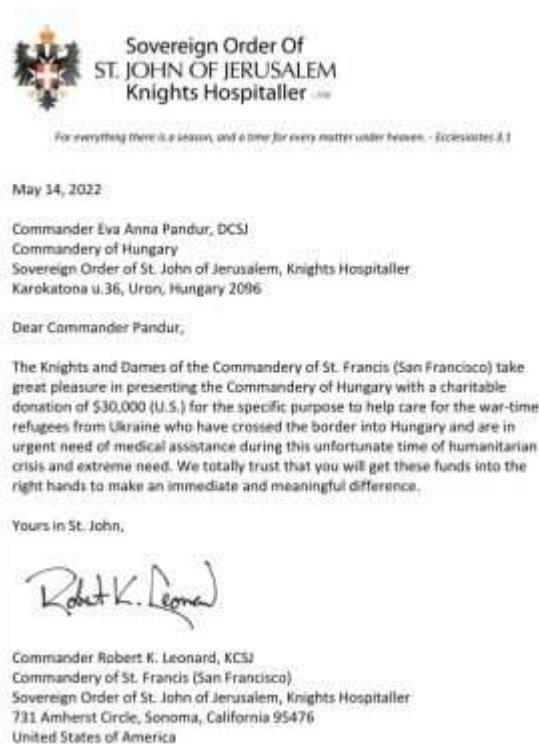 Sovereign Order Of
ST. JOHN OF JERUSALEM
Knights Hospitaller
For everything there is a season, and a time for every matter under heaven. - Ecclesiastes 3:1
May 14, 2022
Commander Eva Anna Pandur, DCSJ
Commandery of Hungary
Sovereign Order of St. John of Jerusalem, Knights Hospitaller
Karokatona u.36, Uron, Hungary 2096
Dear Commander Pandur,
The Knights and Dames of the Commandery of St. Francis (San Francisco) take
great pleasure in presenting the Commandery of Hungary with a charitable
donation of $30,000 (U.S.) for the specific purpose to help care for the war-time
refugees from Ukraine who have crossed the border into Hungary and are in
urgent need of medical assistance during this unfortunate time of humanitarian
crisis and extreme need. We totally trust that you will get these funds into the
right hands to make an immediate and meaningful difference.
Yours in St. John,
Robert K. Leonard
Commander Robert K. Leonard, KCSJ
Commandery of St. Francis (San Francisco)
Sovereign Order of St. John of Jerusalem, Knights Hospitaller
731 Amherst Circle, Sonoma, California 95476
United States of America